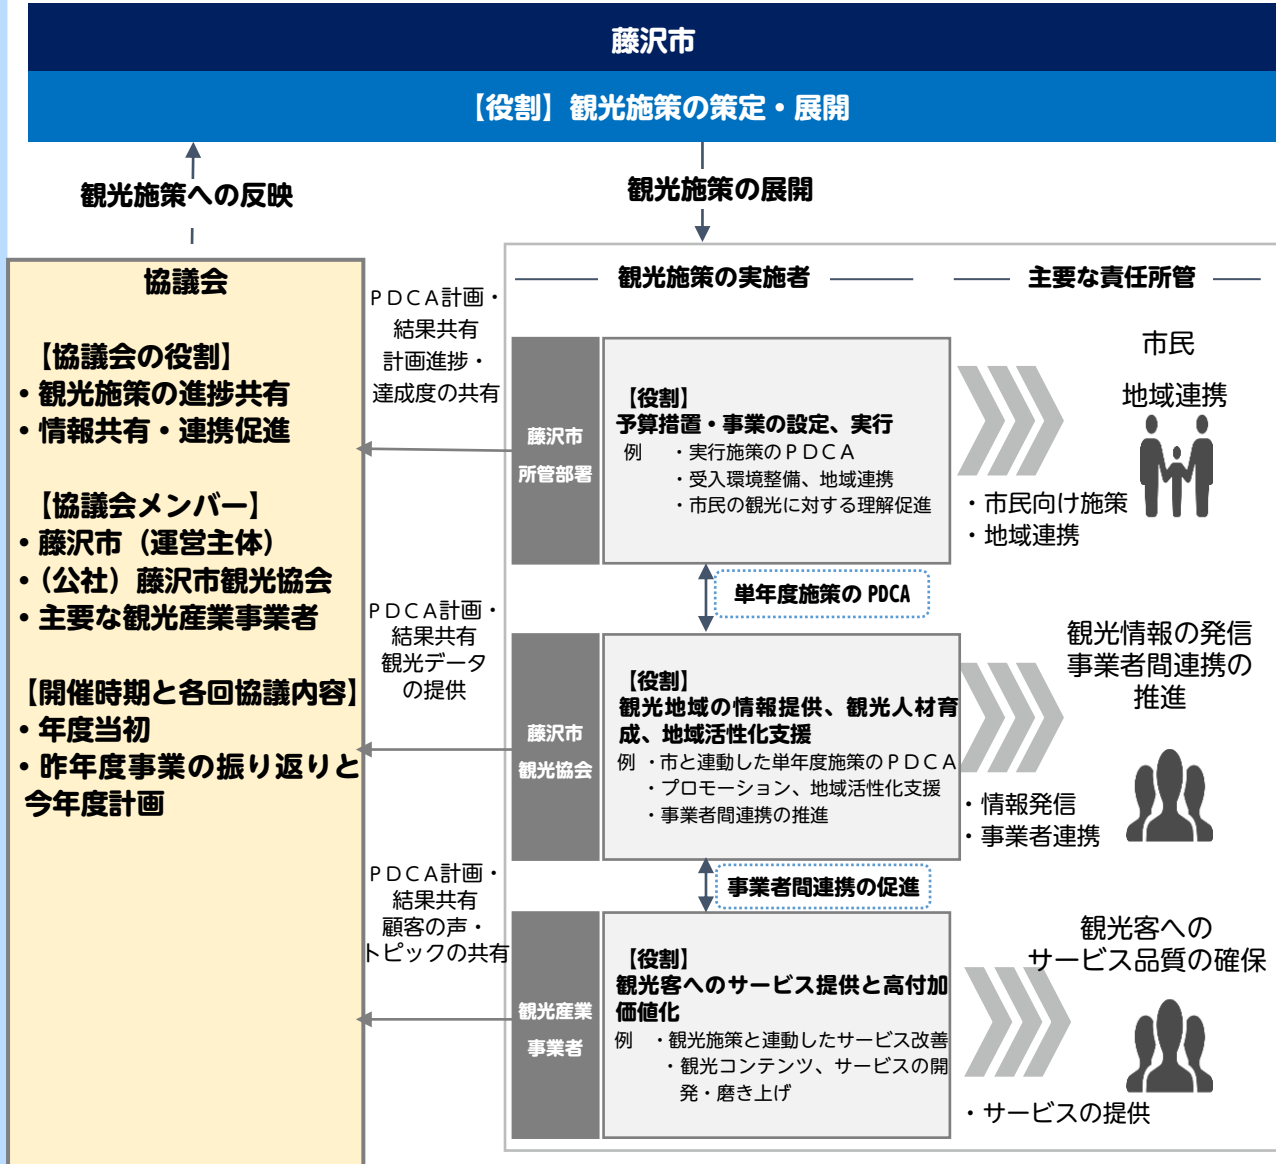 藤沢市
【役割】観光施策の策定・展開
観光施策への反映
観光施策の展開
協議会
【協議会の役割】
・観光施策の進捗共有
・情報共有・連携促進
【協議会メンバー】
・藤沢市（運営主体）
・（公社）藤沢市観光協会
・主要な観光産業事業者
【開催時期と各回協議内容】
・年度当初
・昨年度事業の振り返りと
今年度計画
ＰＤＣＡ計画・
結果共有
計画進捗・
達成度の共有
ＰＤＣＡ計画・
結果共有
観光データ
の提供
ＰＤＣＡ計画・
結果共有
顧客の声・
トピックの共有
観光施策の実施者
主要な責任所管
藤沢市
所管部署
【役割】
予算措置・事業の設定、実行
例　・実行施策のＰＤＣＡ
・受入環境整備、地域連携
・市民の観光に対する理解促進
市民
地域連携
・市民向け施策
・地域連携
単年度施策の PDCA
藤沢市
観光協会
【役割】
観光地域の情報提供、観光人材育
成、地域活性化支援
例 ・市と連動した単年度施策のＰＤＣＡ
・プロモーション、地域活性化支援
・事業者間連携の推進
観光情報の発信
事業者間連携の
推進
・情報発信
・事業者連携
事業者間連携の促進
観光産業
事業者
【役割】
観光客へのサービス提供と高付加
価値化
例　・観光施策と連動したサービス改善
・観光コンテンツ、サービスの開
発・磨き上げ
観光客への
サービス品質の確保
・サービスの提供